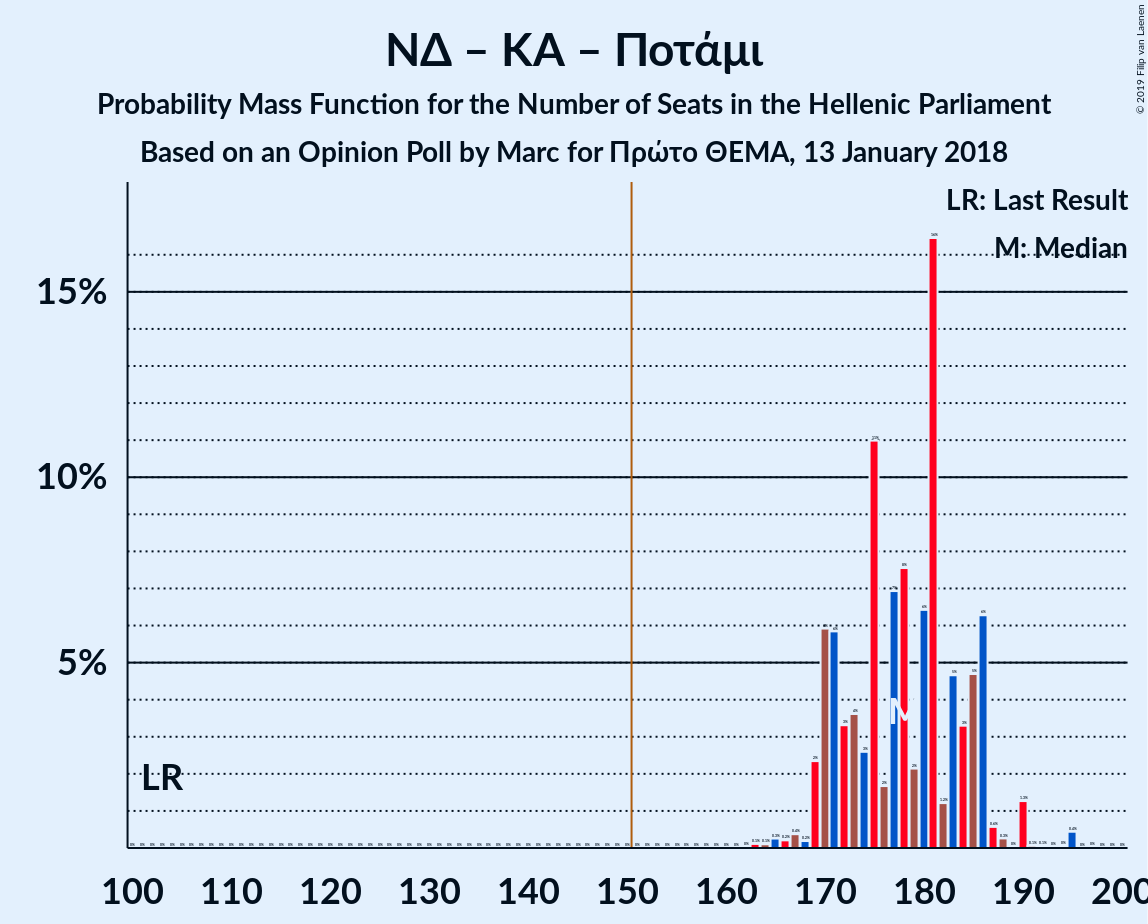 ΝΔ – ΚΑ – Ποτάμι
Probability Mass Function for the Number of Seats in the Hellenic Parliament
Based on an Opinion Poll by Marc for Πρώτο ΘΕΜΑ, 13 January 2018
© 2019 Filip van Laenen
LR: Last Result
M: Median
15%
10%
5%
LR
M
100 110 120 130 140 150 160 170 180 190 200